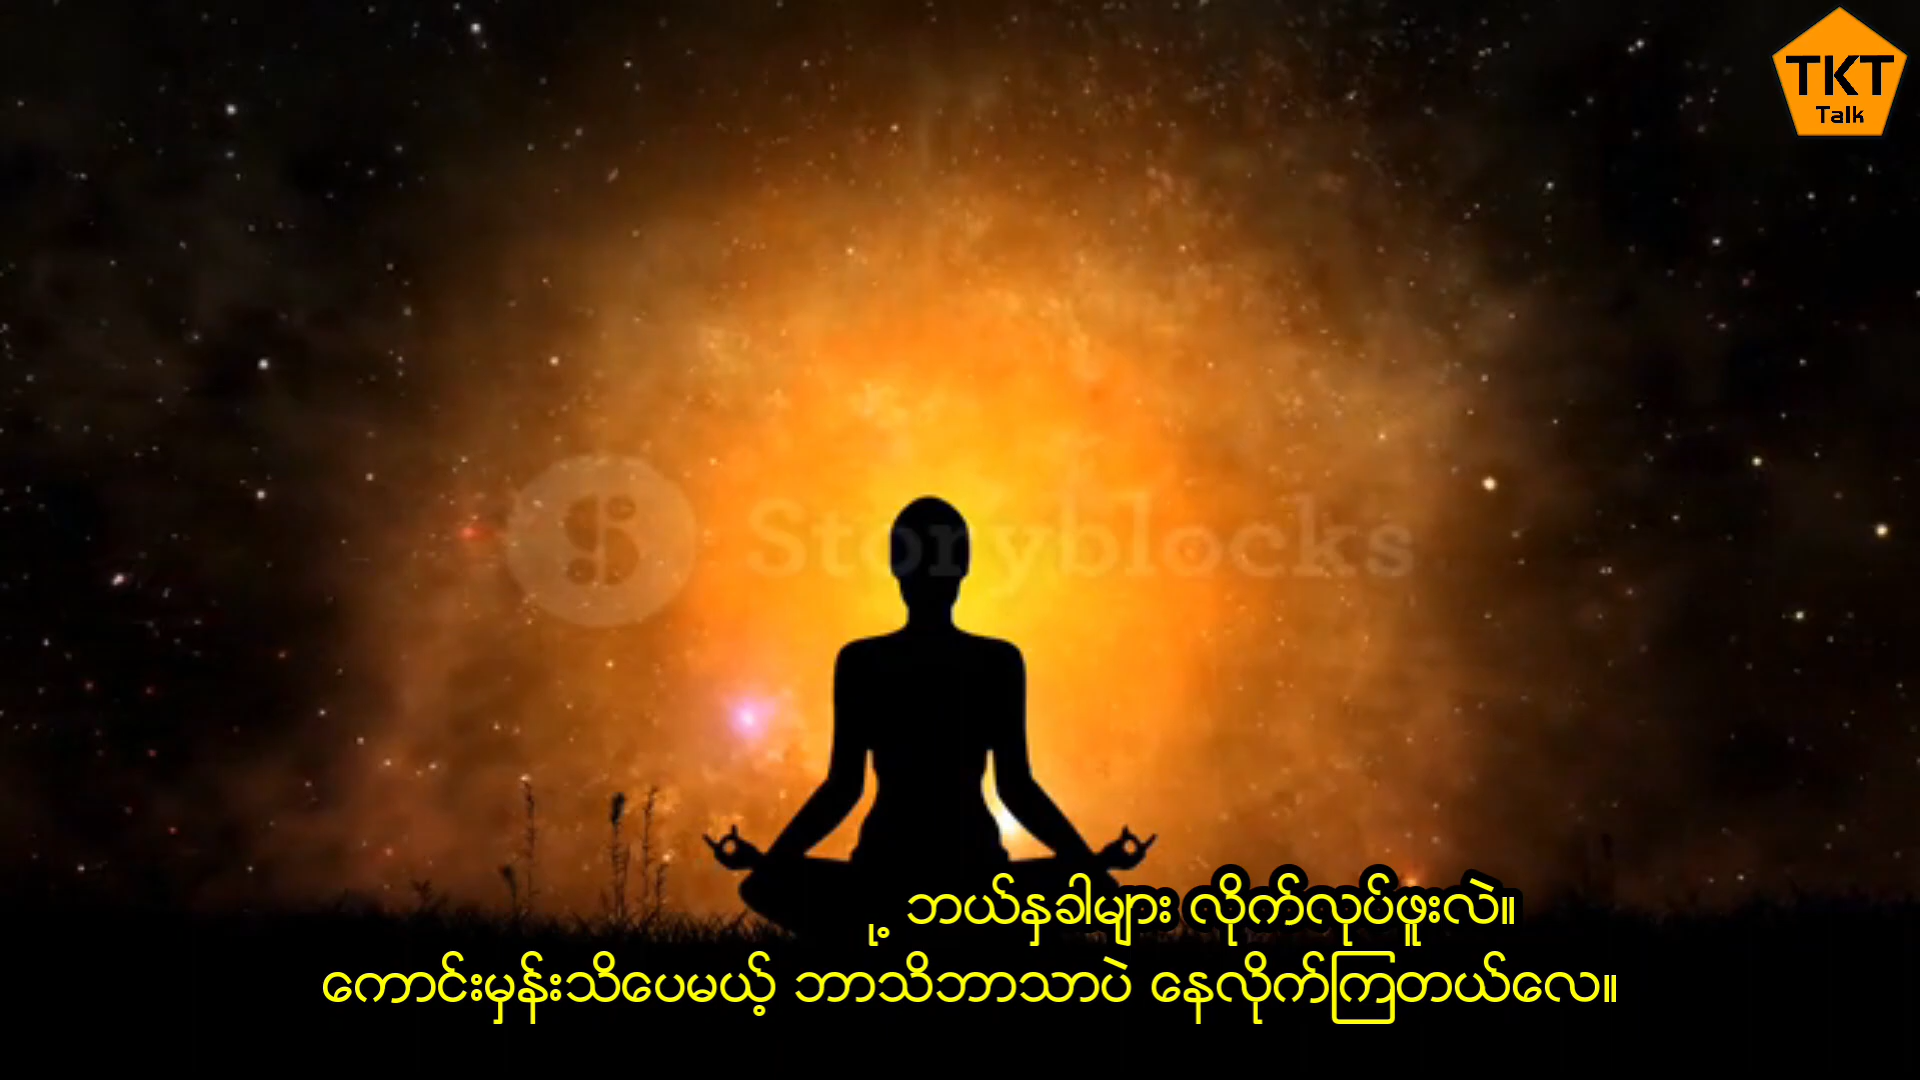 TKT
Talk
Storyblocks
ဘယ်နှခါများ လိုက်လုပ်ဖူးလဲ။
ကောင်းမှန်းသိပေမယ့် ဘာသိဘာသာပဲ နေလိုက်ကြတယ်လေ။